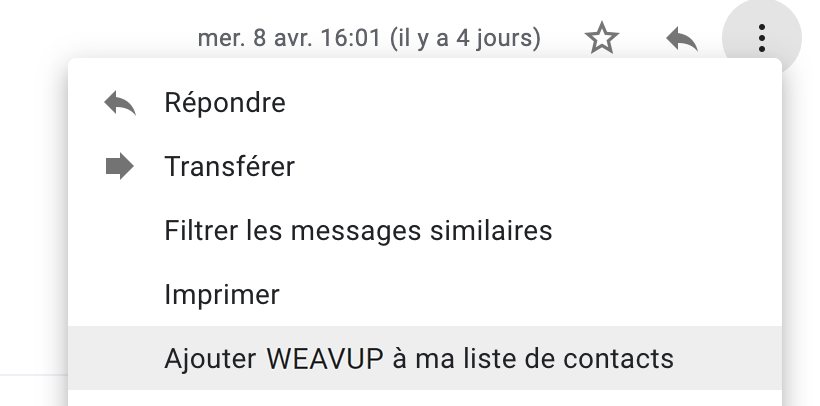 mer. 8 avr. 16:01 (il y a 4 jours)
Répondre
Transférer
Filtrer les messages similaires
Imprimer
Ajouter WEAVUP à ma liste de contacts